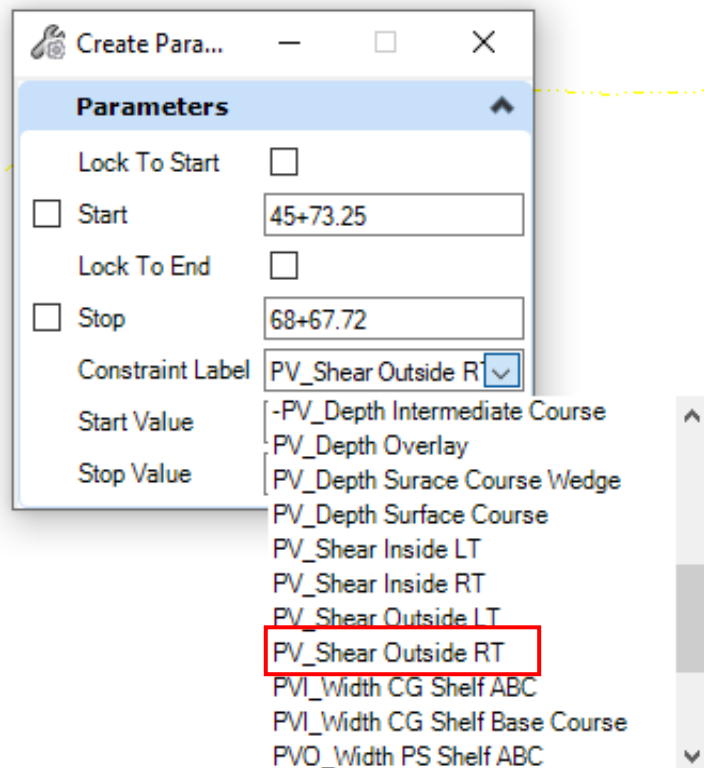 Create Para...
Parameters
Lock To Start
Start 45+73.25
Lock To End
Stop 68+67.72
Constraint Label PV_Shear Outside RT
Start Value
Stop Value
-PV_Depth Intermediate Course
PV_Depth Overlay
PV_Depth Surace Course Wedge
PV_Depth Surface Course
PV_Shear Inside LT
PV_Shear Inside RT
PV_Shear Outside LT
PV_Shear Outside RT
PVI_Width CG Shelf ABC
PVI_Width CG Shelf Base Course
PVO_Width PS Shelf ABC